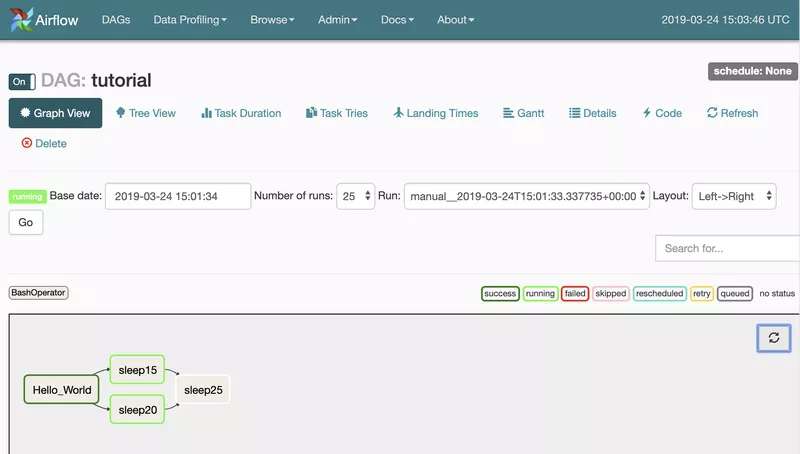 Airflow DAGs Data Profiling Browse Admin Docs About 2019-03-24 15:03:46 UTC
schedule: None
On DAG: tutorial
Graph View Tree View Task Duration Task Tries Landing Times Gantt Details Code Refresh
Delete
running Base date: 2019-03-24 15:01:34 Number of runs: 25 Run: manual__2019-03-24T15:01:33.337735+00:00 Layout: Left->Right
Go
Search for...
BashOperator success running failed skipped rescheduled retry queued no status
sleep15
Hello_World sleep25
sleep20